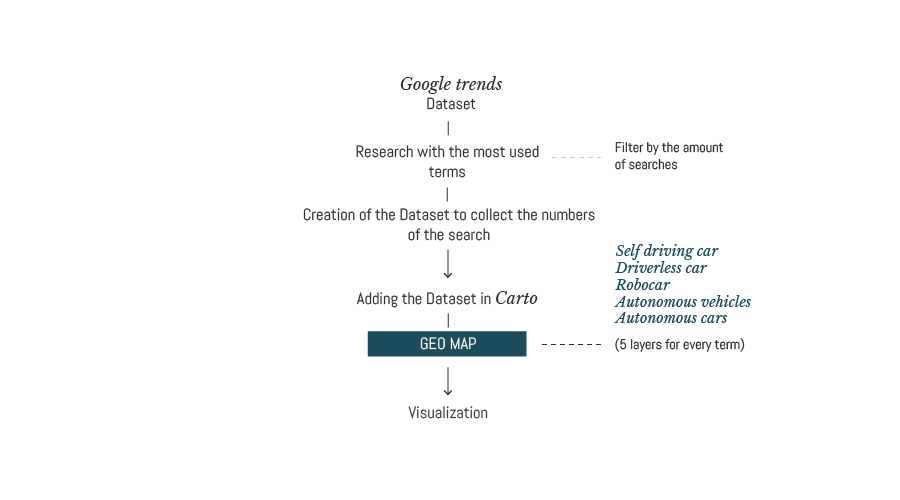 Google trends
Dataset
Research with the most used
terms
Filter by the amount
of searches
Creation of the Dataset to collect the numbers
of the search
Self driving car
Driverless car
Robocar
Autonomous vehicles
Autonomous cars
Adding the Dataset in Carto
GEO MAP
(5 layers for every term)
Visualization